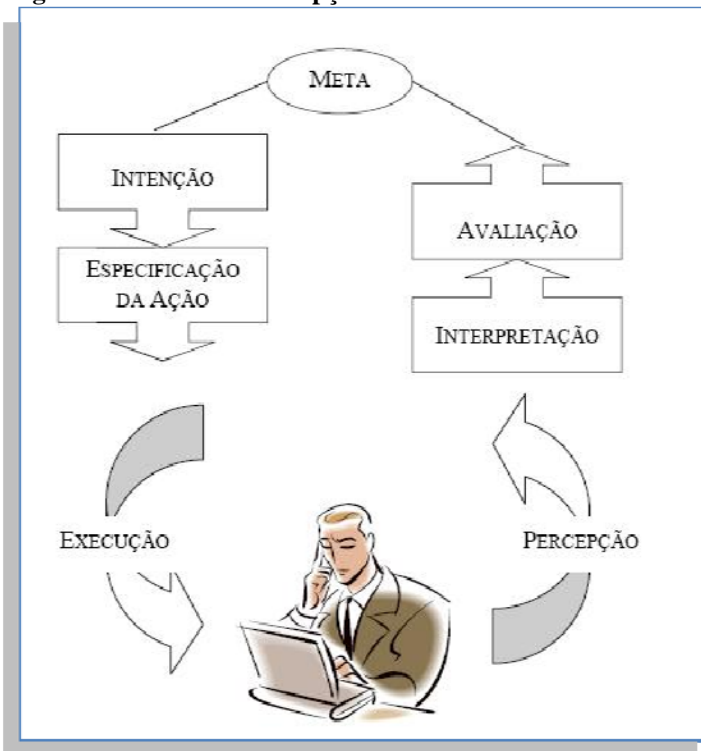 META
INTENÇÃO
ESPECIFICAÇÃO
DA AÇÃO
AVALIAÇÃO
INTERPRETAÇÃO
EXECUÇÃO
PERCEPÇÃO